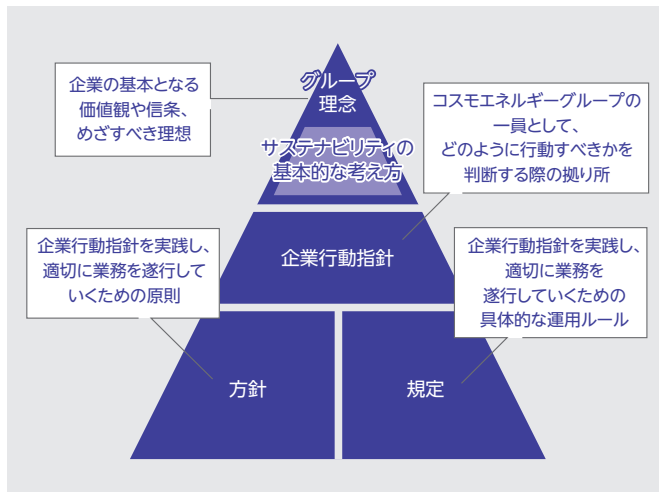 グループ
理念
サステナビリティの
基本的な考え方
企業の基本となる
価値観や信条、
めざすべき理想
コスモエネルギーグループの
一員として、
どのように行動すべきかを
判断する際の拠り所
企業行動指針
企業行動指針を実践し、
適切に業務を遂行して
いくための原則
企業行動指針を実践し、
適切に業務を
遂行していくための
具体的な運用ルール
方針
規定